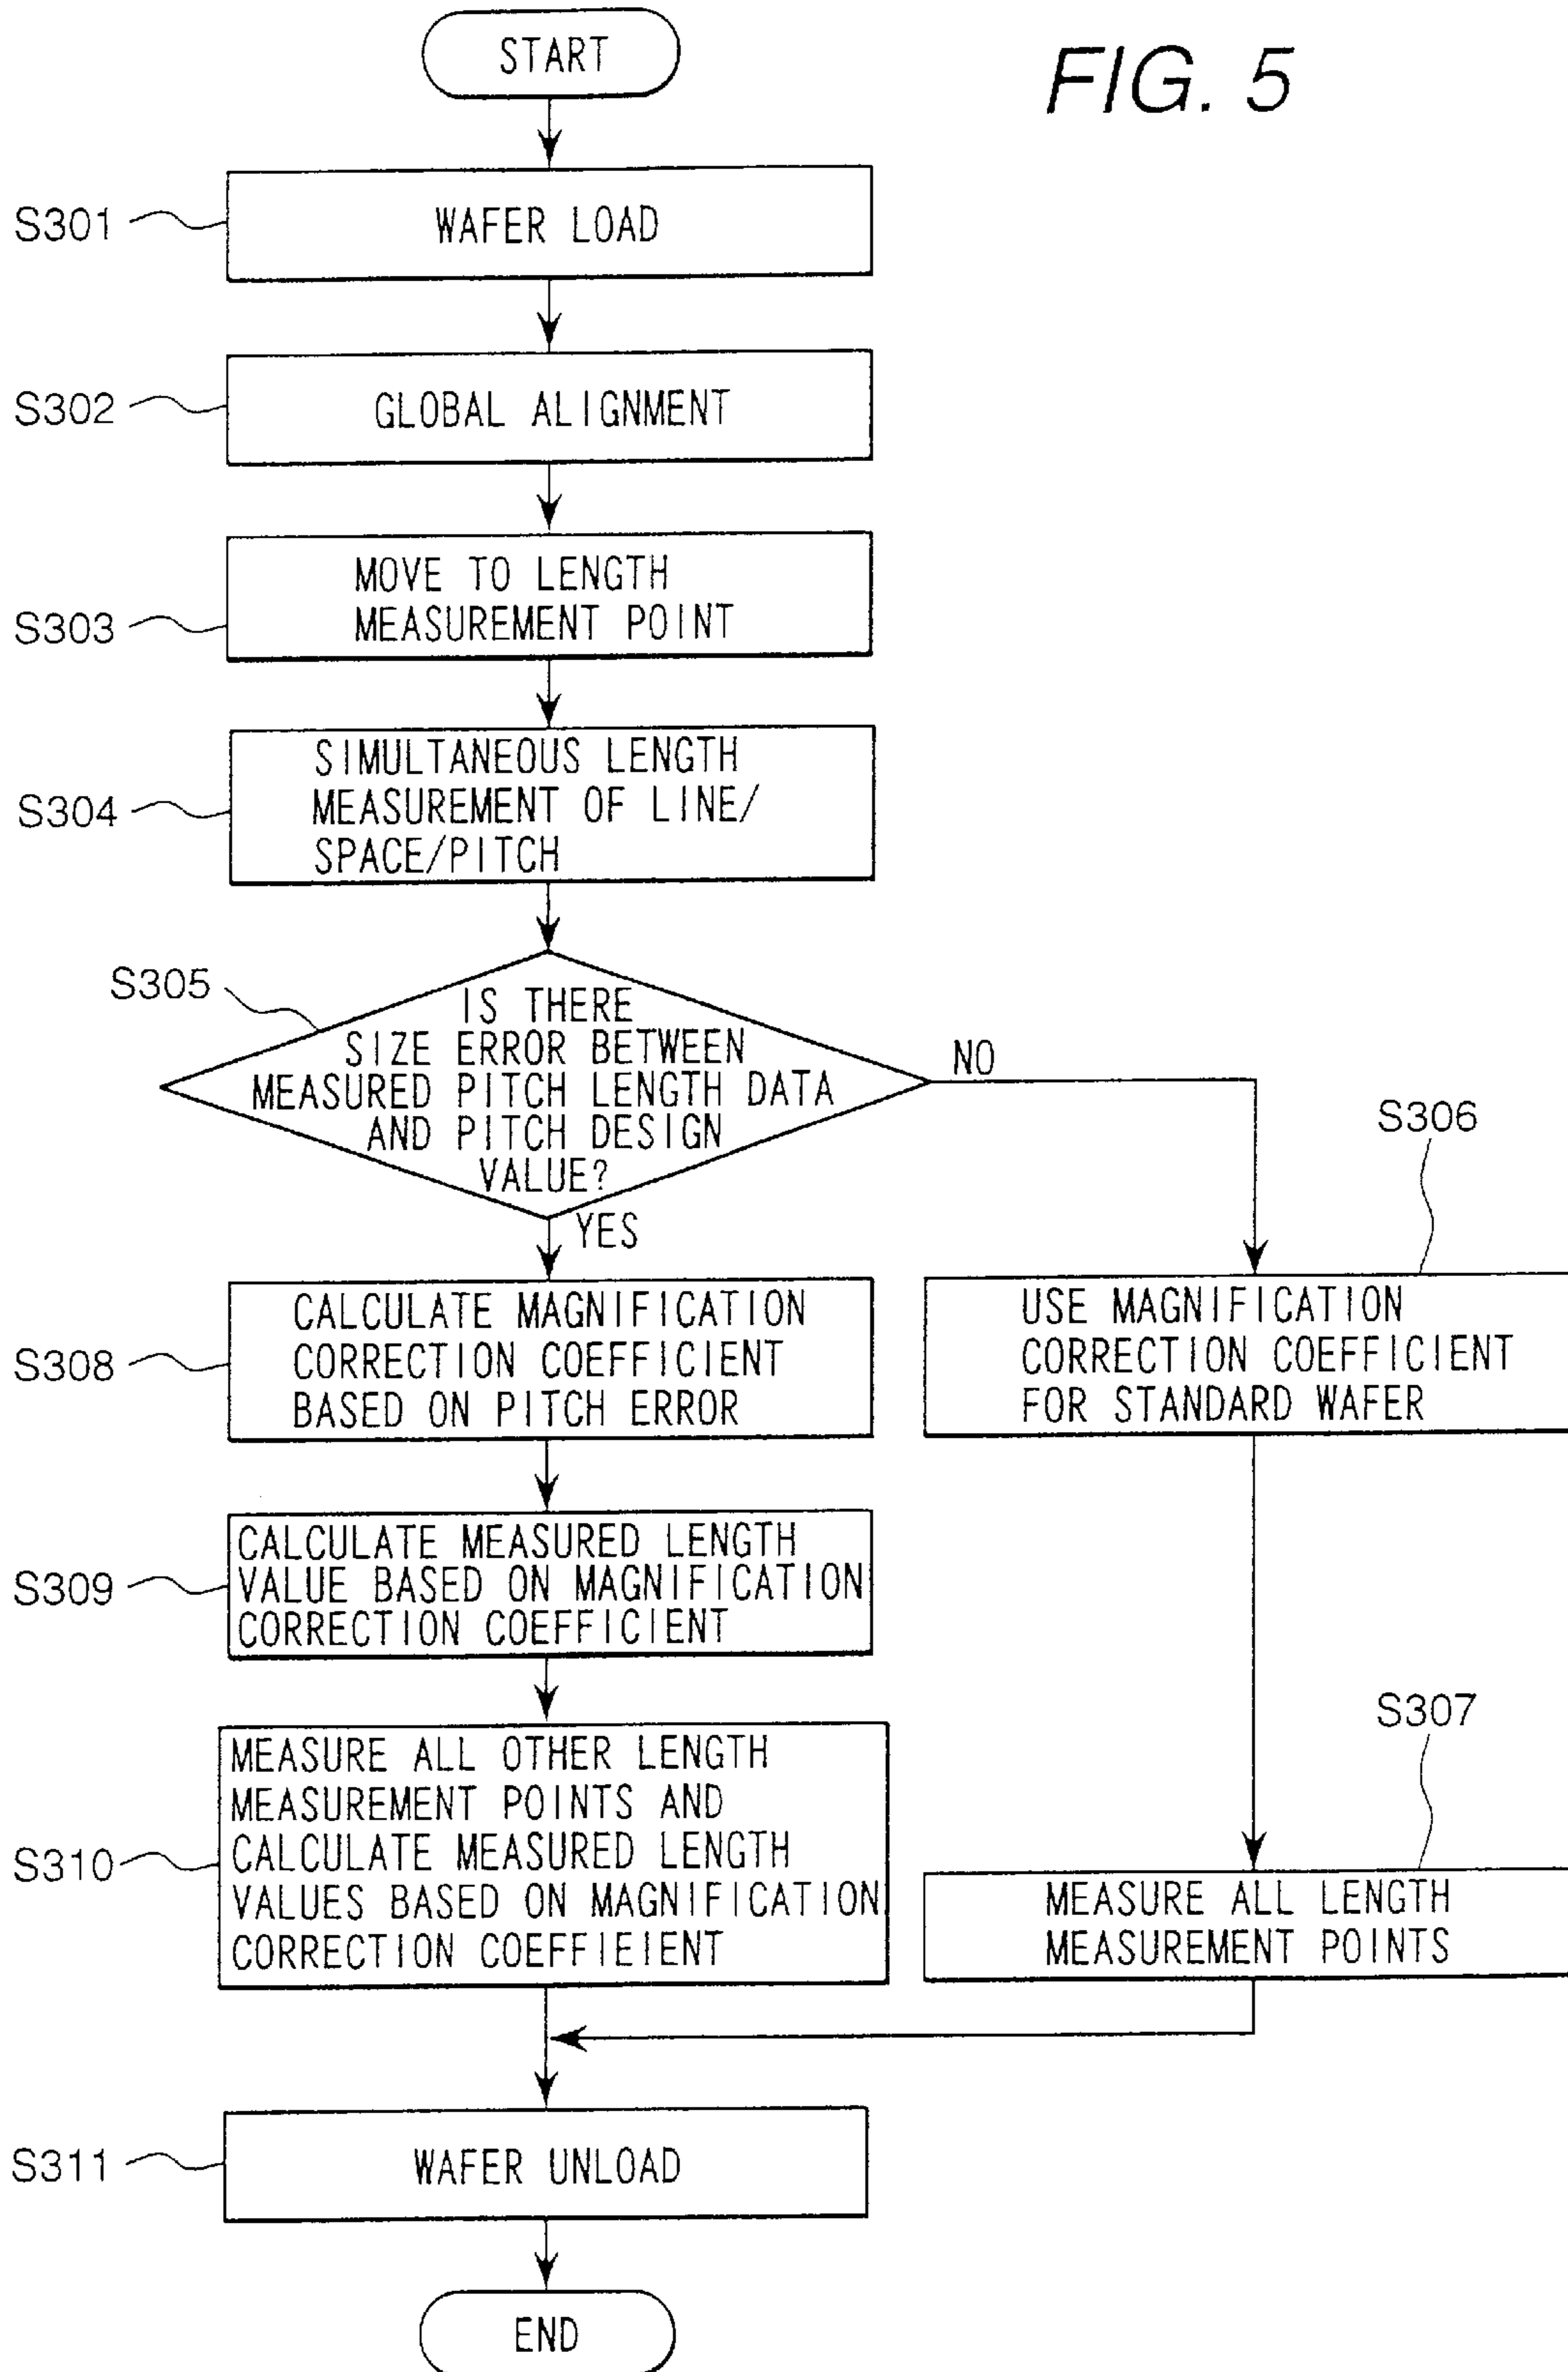 FIG. 5
START
S301
WAFER LOAD
S302
GLOBAL ALIGNMENT
S303
MOVE TO LENGTH
MEASUREMENT POINT
S304
SIMULTANEOUS LENGTH
MEASUREMENT OF LINE/
SPACE/PITCH
S305
IS THERE
SIZE ERROR BETWEEN
MEASURED PITCH LENGTH DATA
AND PITCH DESIGN
VALUE?
NO
YES
S306
USE MAGNIFICATION
CORRECTION COEFFICIENT
FOR STANDARD WAFER
S307
MEASURE ALL LENGTH
MEASUREMENT POINTS
S308
CALCULATE MAGNIFICATION
CORRECTION COEFFICIENT
BASED ON PITCH ERROR
S309
CALCULATE MEASURED LENGTH
VALUE BASED ON MAGNIFICATION
CORRECTION COEFFICIENT
S310
MEASURE ALL OTHER LENGTH
MEASUREMENT POINTS AND
CALCULATE MEASURED LENGTH
VALUES BASED ON MAGNIFICATION
CORRECTION COEFFIEIENT
S311
WAFER UNLOAD
END